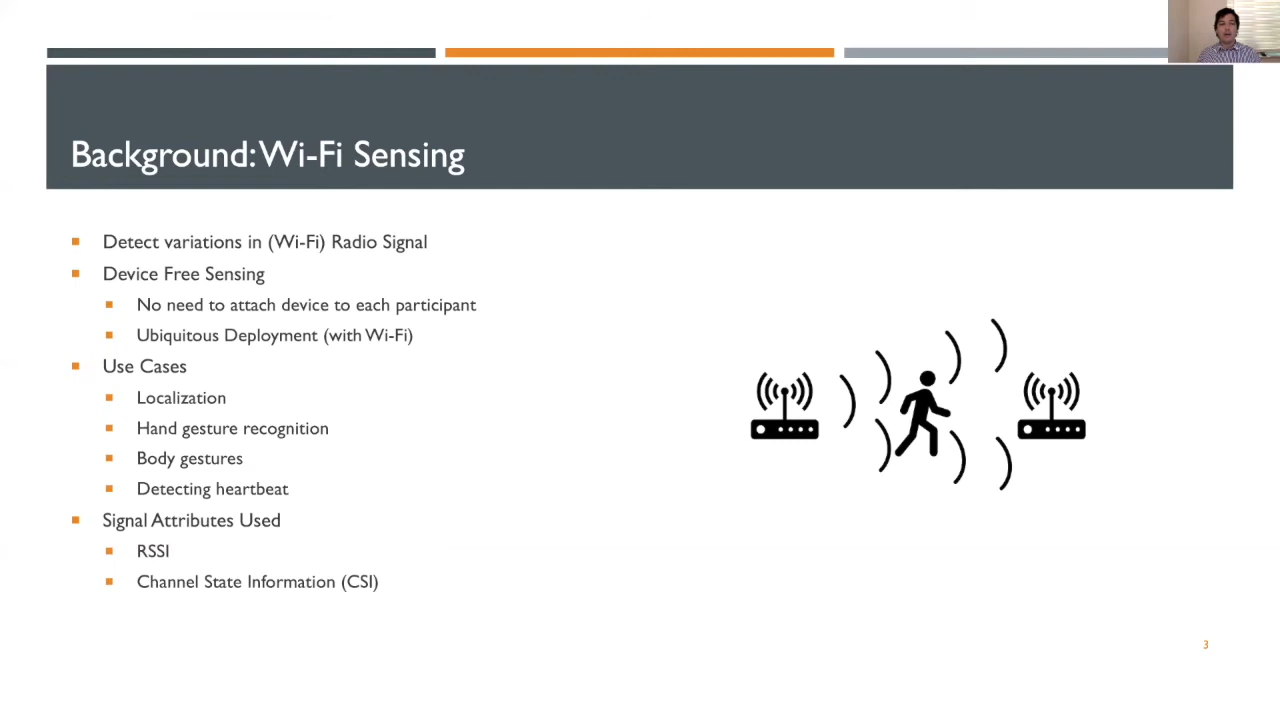 Background: Wi-Fi Sensing
Detect variations in (Wi-Fi) Radio Signal
Device Free Sensing
No need to attach device to each participant
Ubiquitous Deployment (with Wi-Fi)
Use Cases
Localization
Hand gesture recognition
Body gestures
Detecting heartbeat
Signal Attributes Used
RSSI
Channel State Information (CSI)
3